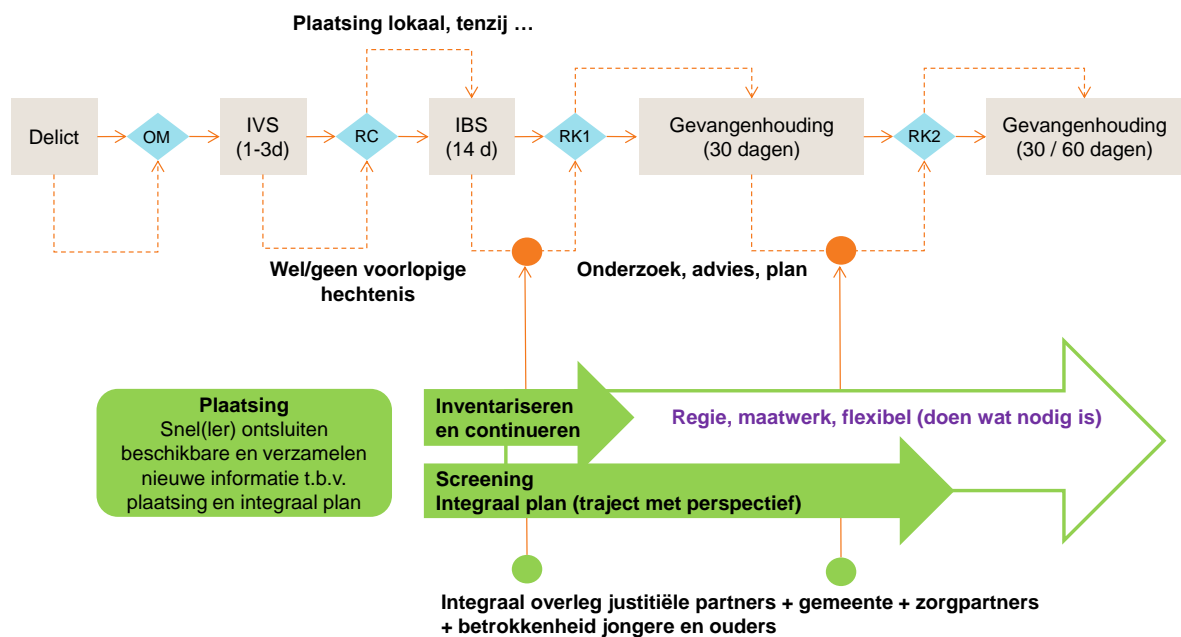 Plaatsing lokaal, tenzij …
Delict
OM
IVS
(1-3d)
RC
IBS
(14 d)
RK1
Gevangenhouding
(30 dagen)
RK2
Gevangenhouding
(30 / 60 dagen)
Wel/geen voorlopige
hechtenis
Onderzoek, advies, plan
Plaatsing
Snel(ler) ontsluiten
beschikbare en verzamelen
nieuwe informatie t.b.v.
plaatsing en integraal plan
Inventariseren
en continueren
Regie, maatwerk, flexibel (doen wat nodig is)
Screening
Integraal plan (traject met perspectief)
Integraal overleg justitiële partners + gemeente + zorgpartners
+ betrokkenheid jongere en ouders